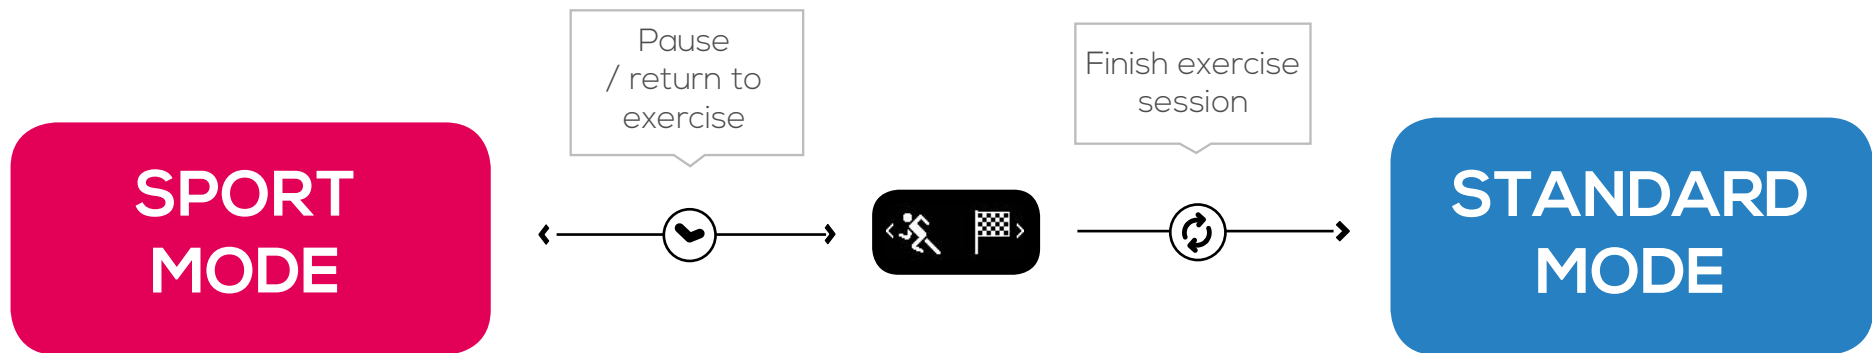 Pause
/ return to
exercise
Finish exercise
session
SPORT
MODE
STANDARD
MODE